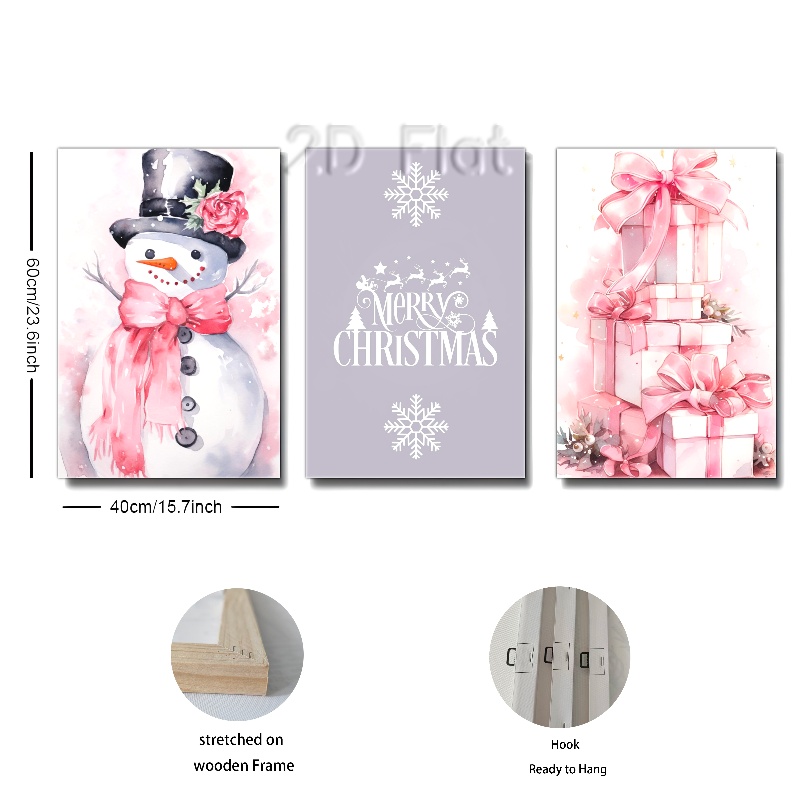 2D Flat
60cm/23.6inch
MERRY
CHRISTMAS
40cm/15.7inch
stretched on
wooden Frame
Hook
Ready to Hang